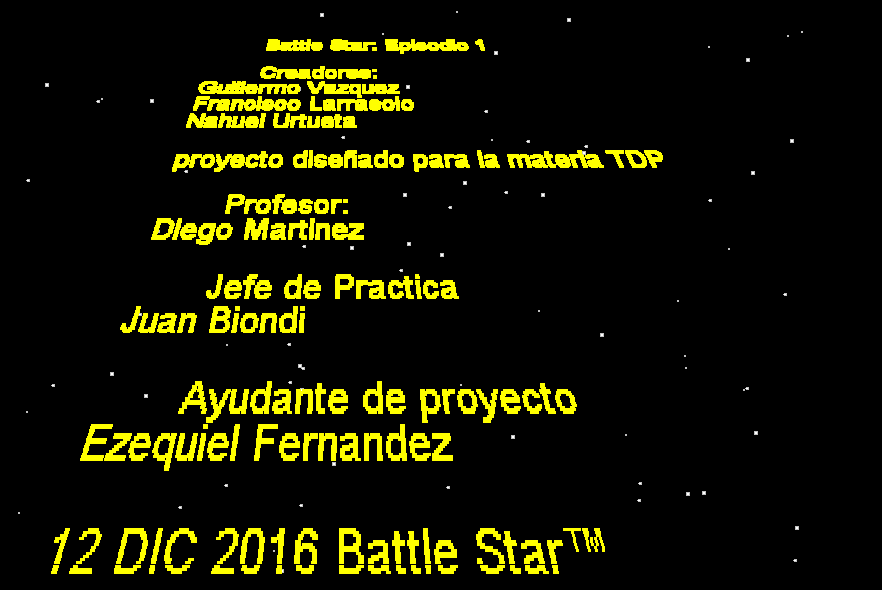 Battle Star: Episodio 1
Creadores:
Guillermo Vazquez
Francisco Larrasolo
Nahuel Urtueta
proyecto diseñado para la materia TDP
Profesor:
Diego Martinez
Jefe de Practica
Juan Biondi
Ayudante de proyecto
Ezequiel Fernandez
12 DIC 2016 Battle Star™